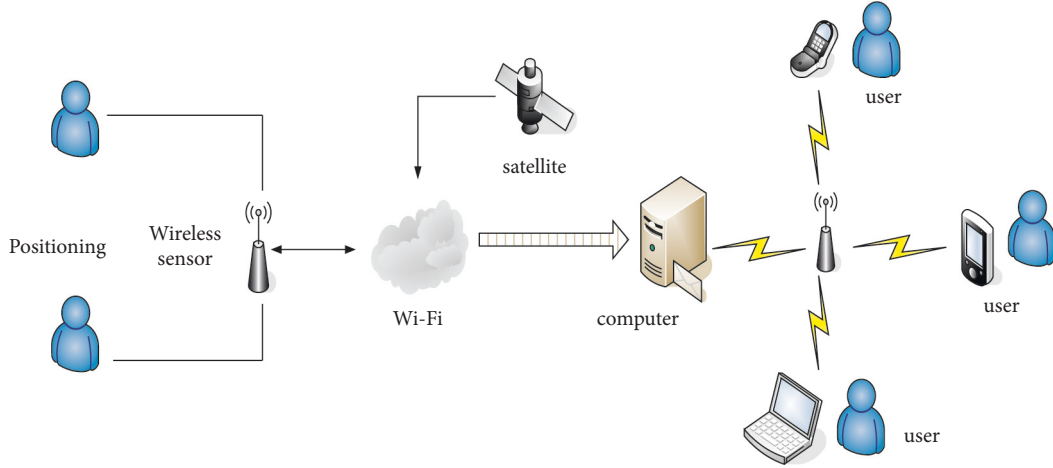 user
satellite
Positioning
Wireless
sensor
Wi-Fi
computer
user
user